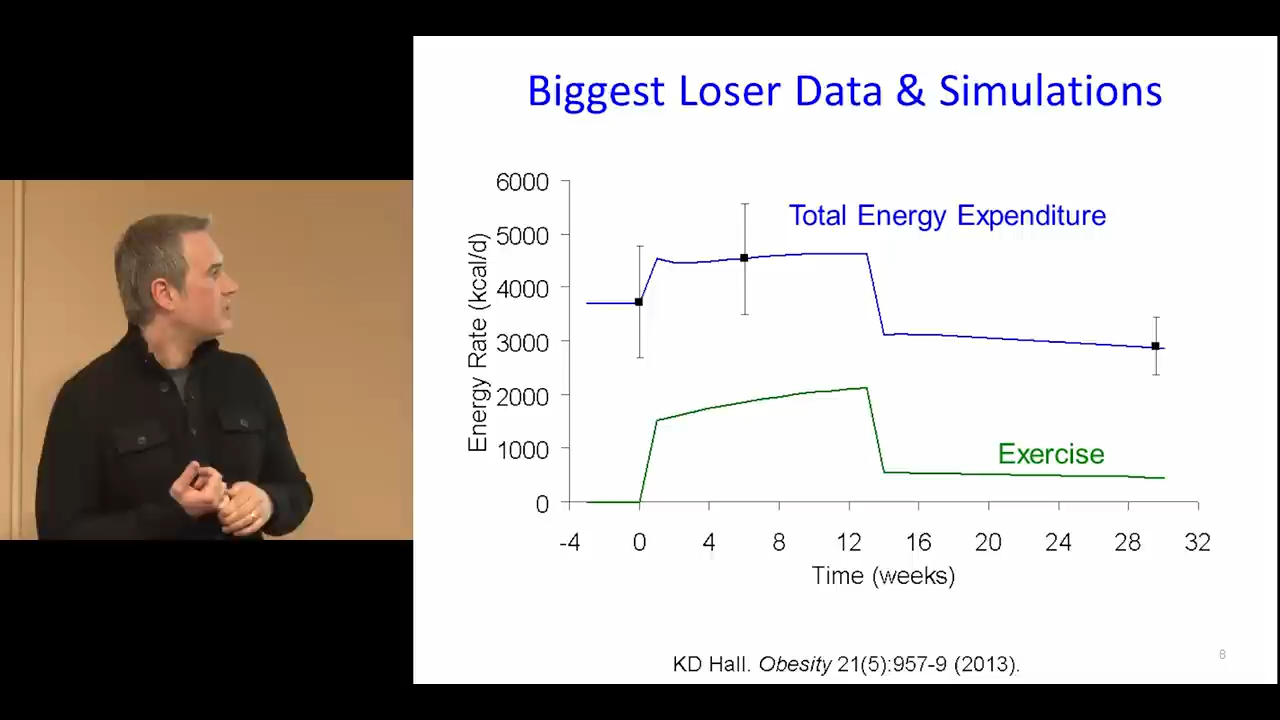 Biggest Loser Data & Simulations
6000
5000
4000
3000
2000
1000
0
Energy Rate (kcal/d)
Total Energy Expenditure
Exercise
-4 0 4 8 12 16 20 24 28 32
Time (weeks)
KD Hall. Obesity 21(5):957-9 (2013).
8